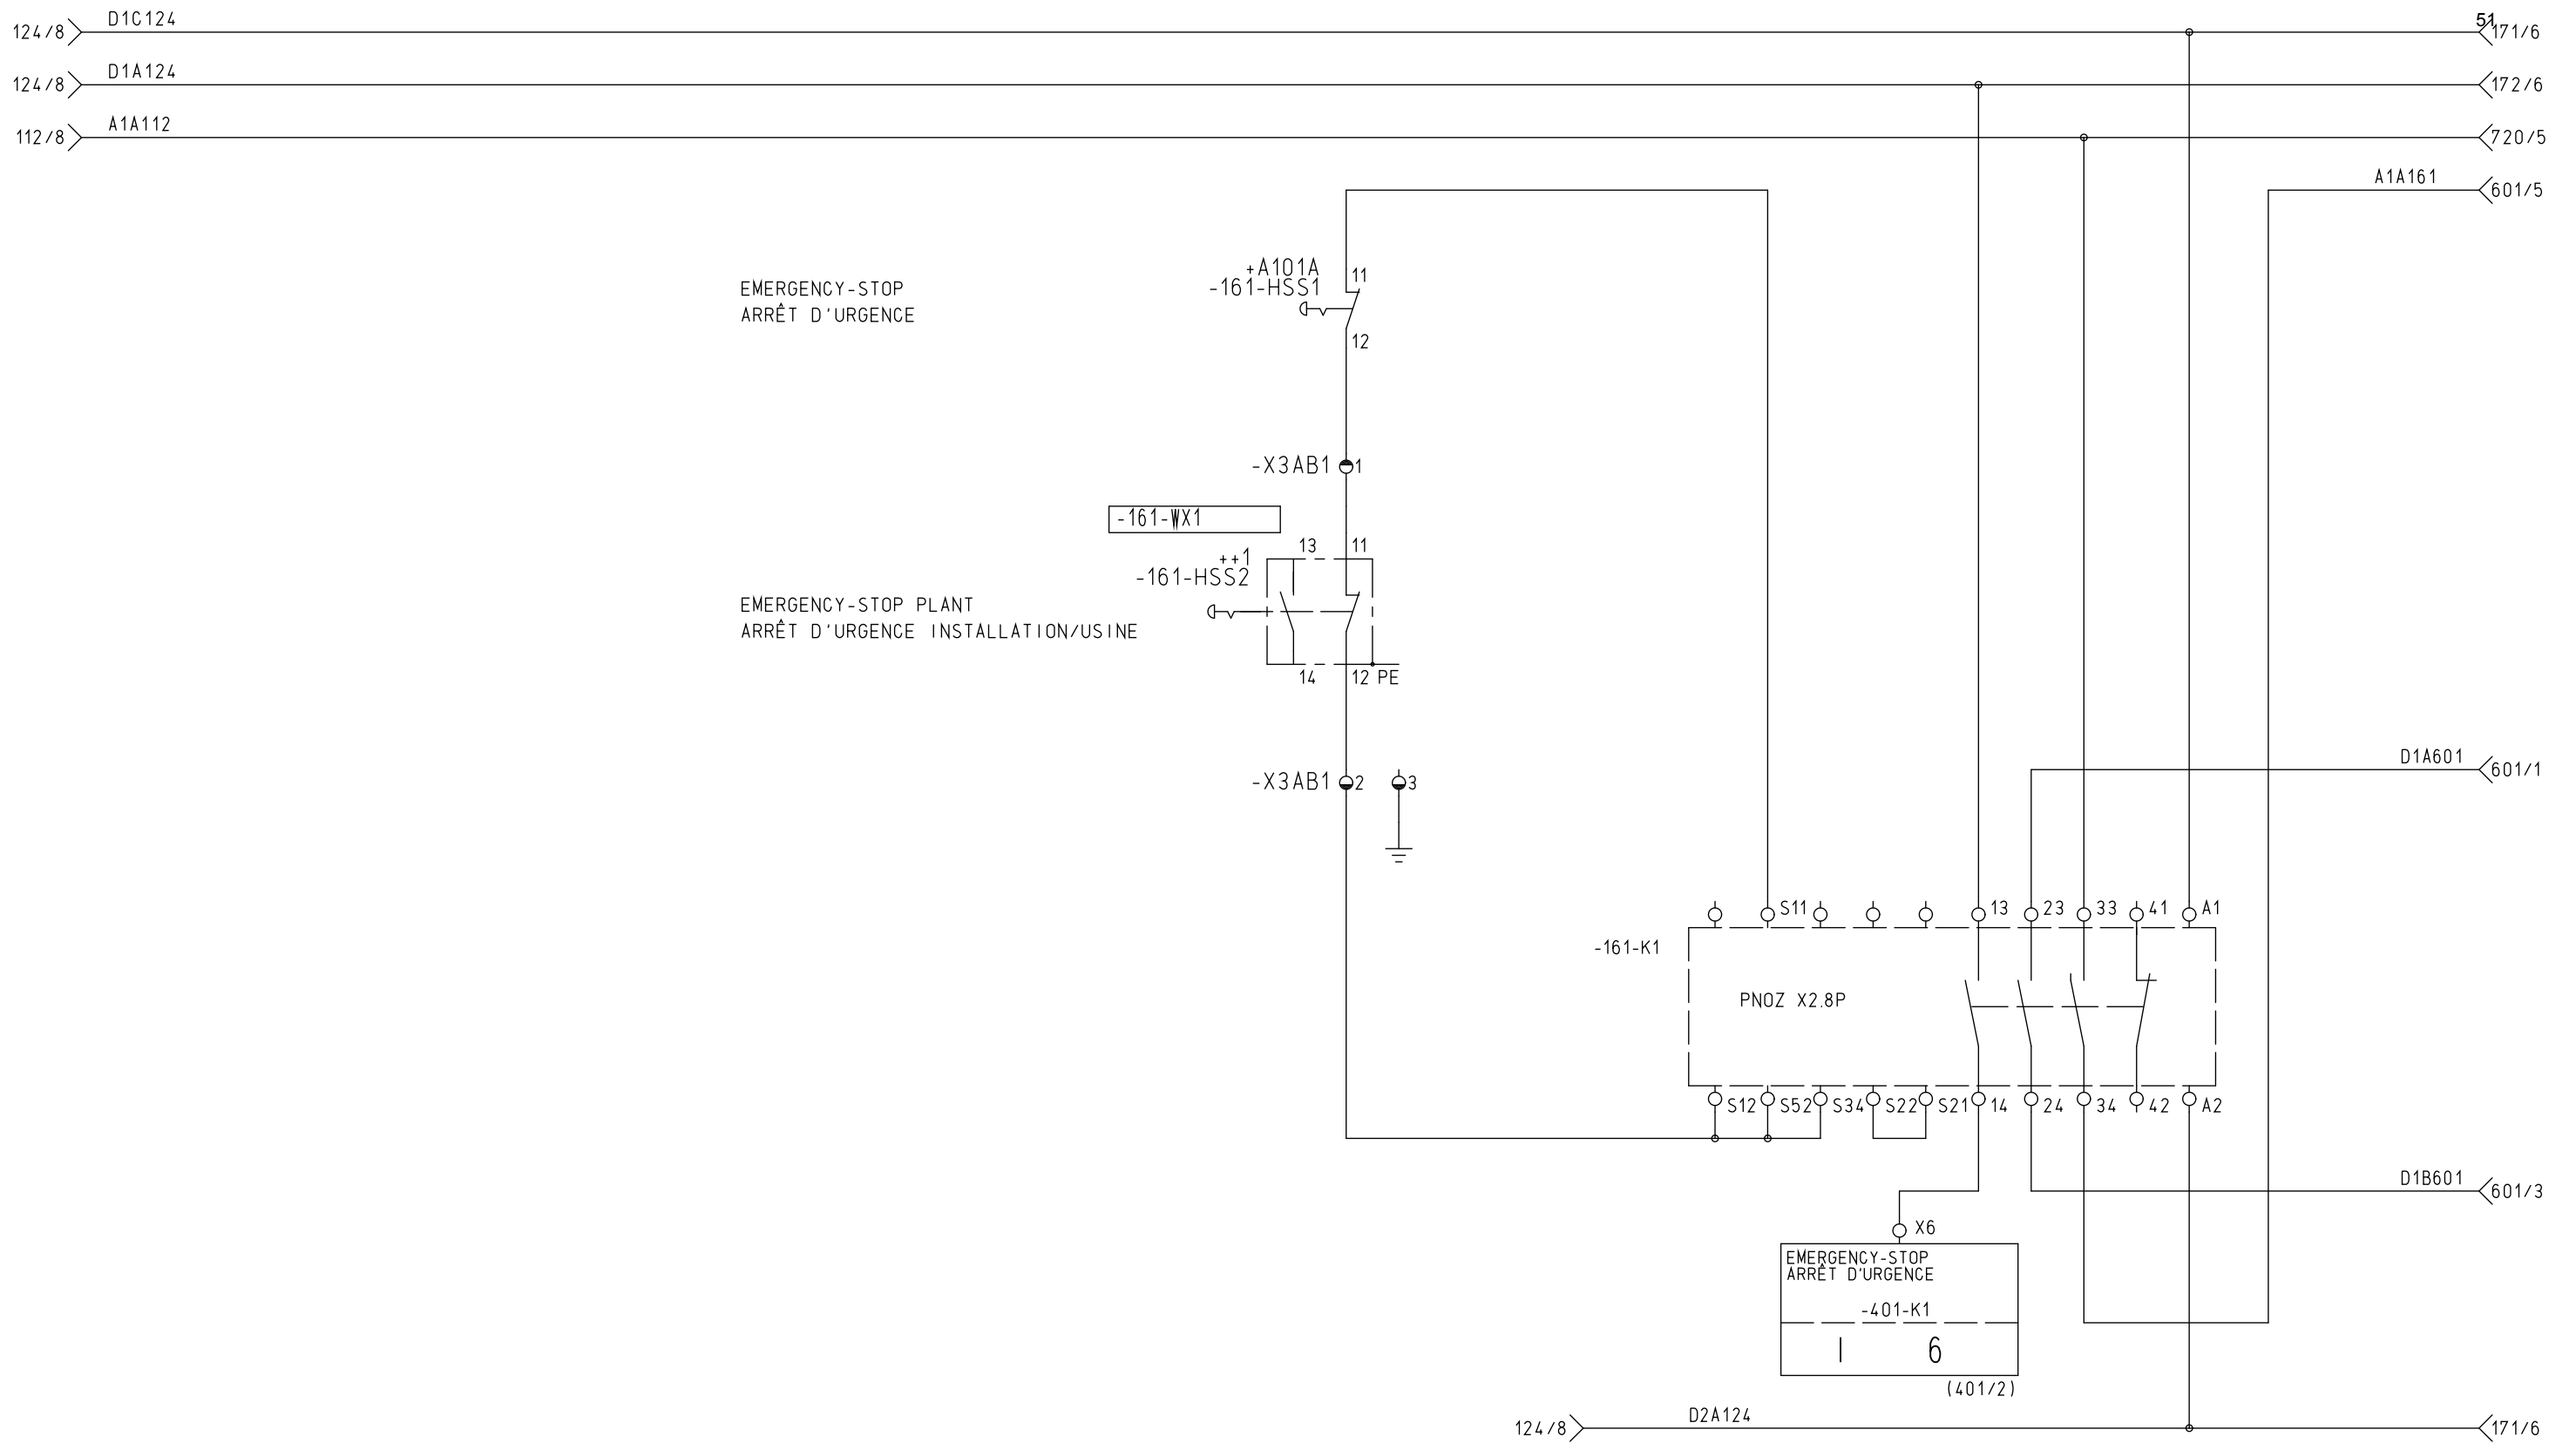 124/8 D1C124 51 171/6
124/8 D1A124 172/6
112/8 A1A112 720/5
A1A161 601/5
+A101A 11
-161-HSS1
EMERGENCY-STOP
ARRÊT D'URGENCE
12
-X3AB1 1
-161-WX1
13 11
++1
-161-HSS2
EMERGENCY-STOP PLANT
ARRÊT D'URGENCE INSTALLATION/USINE
14 12 PE
D1A601 601/1
-X3AB1 2 3
S11 13 23 33 41 A1
-161-K1
PNOZ X2.8P
S12 S52 S34 S22 S21 14 24 34 42 A2
D1B601 601/3
X6
EMERGENCY-STOP
ARRÊT D'URGENCE
-401-K1
I 6
(401/2)
124/8 D2A124 171/6